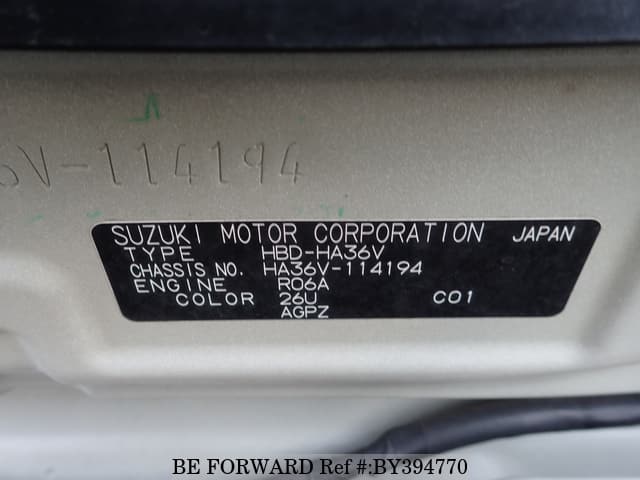 6V-114194
SUZUKI MOTOR CORPORATION JAPAN
TYPE HBD-HA36V
CHASSIS NO. HA36V-114194
ENGINE R06A
COLOR 26U C01
AGPZ
BE FORWARD Ref #:BY394770